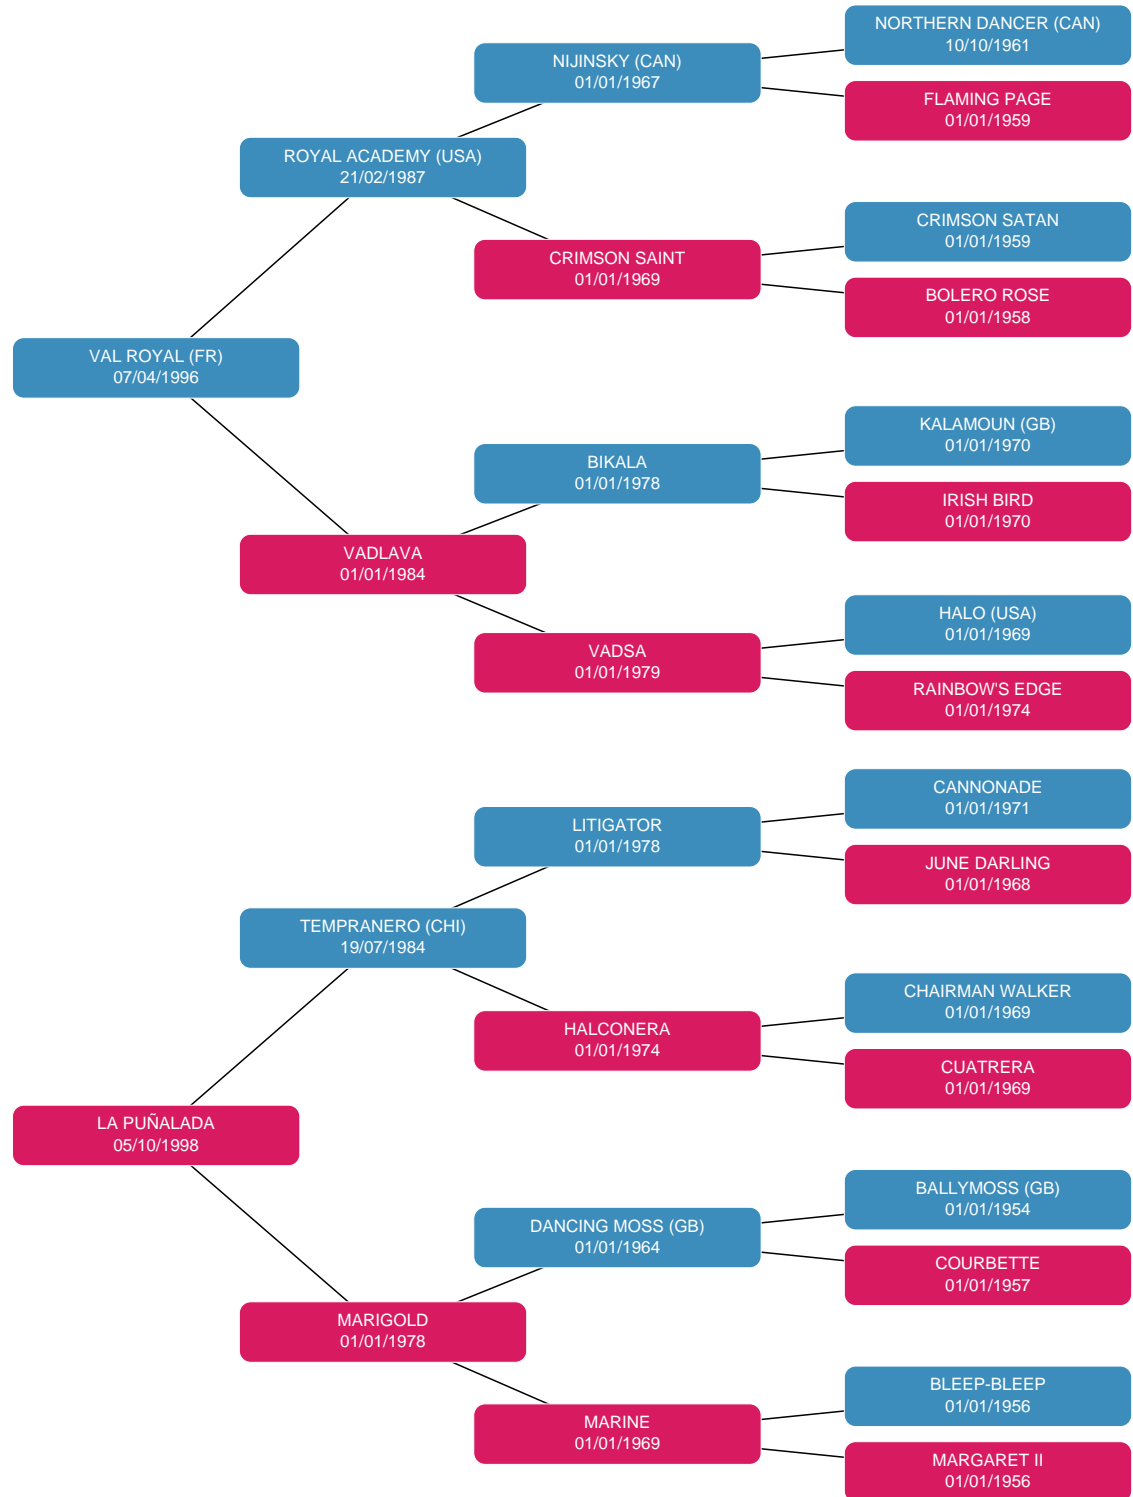 NORTHERN DANCER (CAN)
10/10/1961
NIJINSKY (CAN)
01/01/1967
FLAMING PAGE
01/01/1959
ROYAL ACADEMY (USA)
21/02/1987
CRIMSON SATAN
01/01/1959
CRIMSON SAINT
01/01/1969
BOLERO ROSE
01/01/1958
VAL ROYAL (FR)
07/04/1996
KALAMOUN (GB)
01/01/1970
BIKALA
01/01/1978
IRISH BIRD
01/01/1970
VADLAVA
01/01/1984
HALO (USA)
01/01/1969
VADSA
01/01/1979
RAINBOW'S EDGE
01/01/1974
CANNONADE
01/01/1971
LITIGATOR
01/01/1978
JUNE DARLING
01/01/1968
TEMPRANERO (CHI)
19/07/1984
CHAIRMAN WALKER
01/01/1969
HALCONERA
01/01/1974
CUATRERA
01/01/1969
LA PUÑALADA
05/10/1998
BALLYMOSS (GB)
01/01/1954
DANCING MOSS (GB)
01/01/1964
COURBETTE
01/01/1957
MARIGOLD
01/01/1978
BLEEP-BLEEP
01/01/1956
MARINE
01/01/1969
MARGARET II
01/01/1956